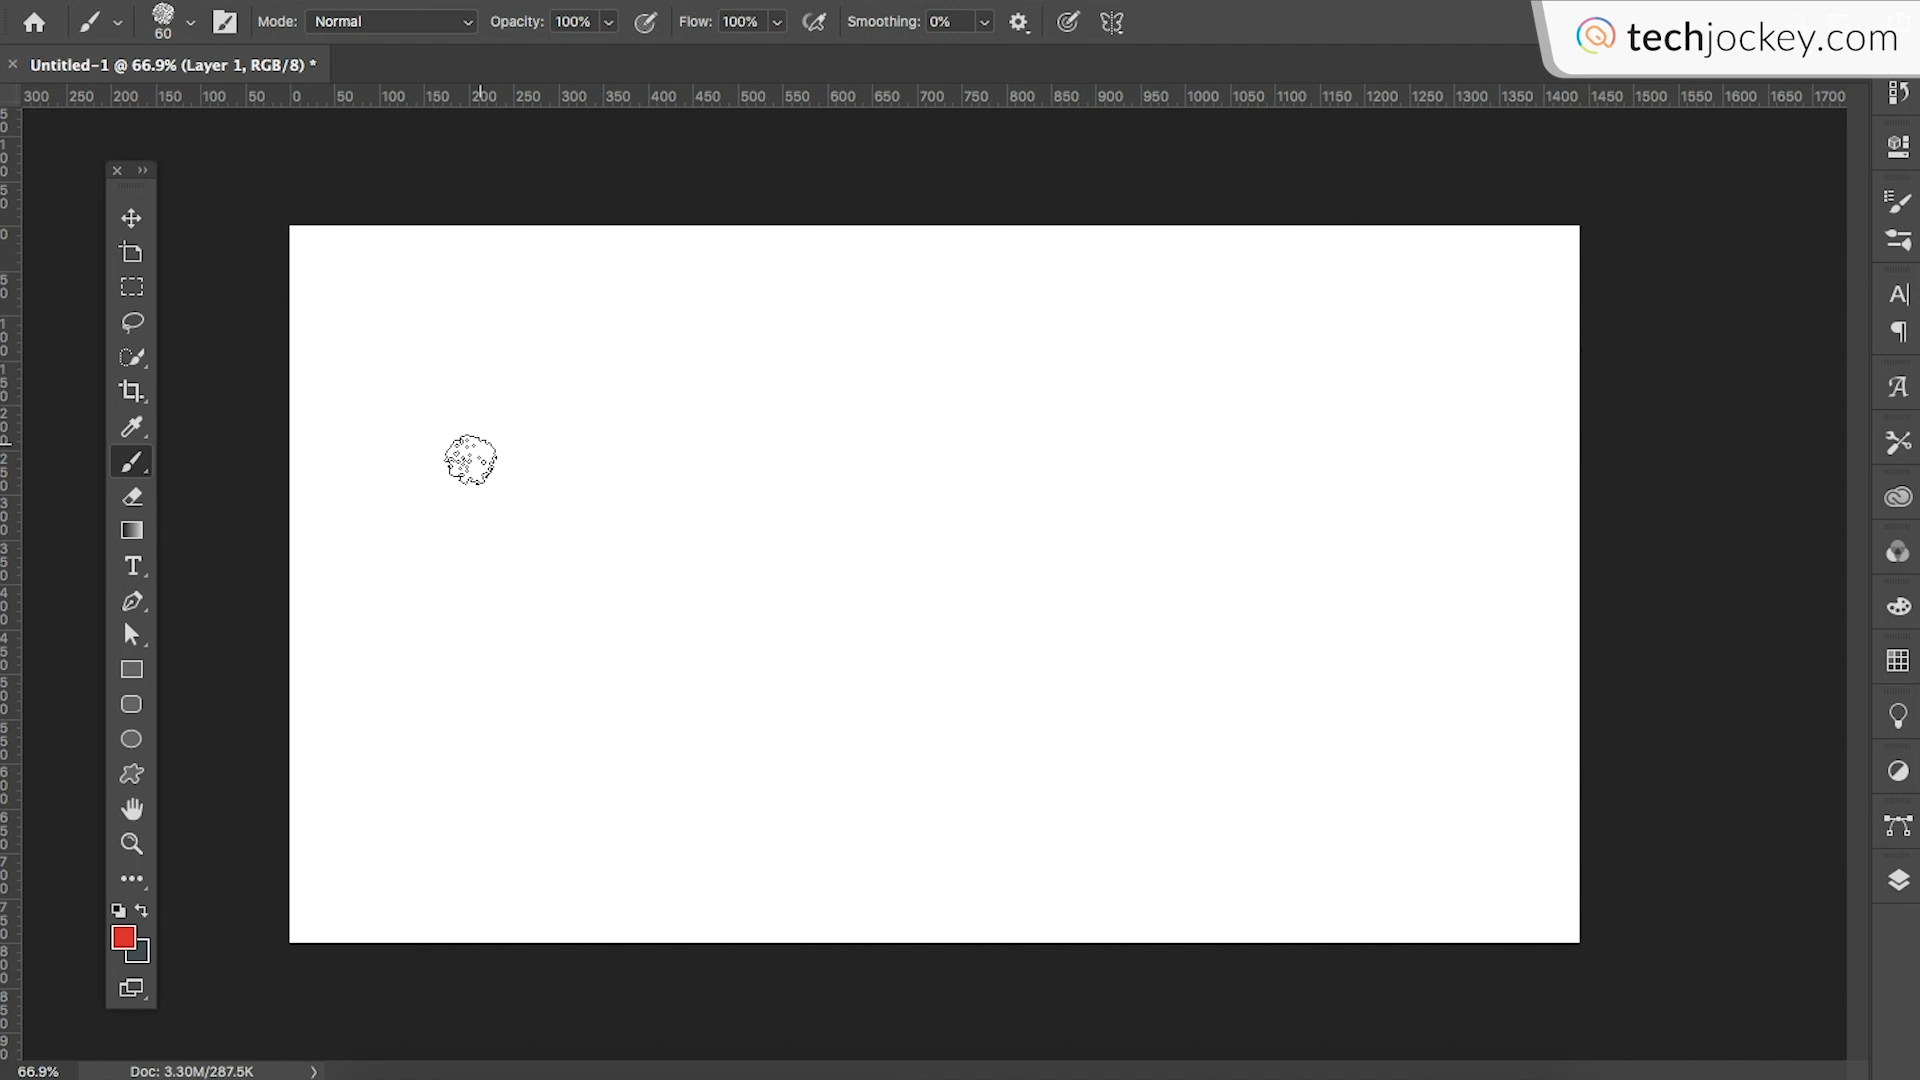 60
Mode: Normal
Opacity: 100%
Flow: 100%
Smoothing: 0%
techjockey.com
× Untitled-1 @ 66.9% (Layer 1, RGB/8) *
300 250 200 150 100 50 0 50 100 150 200 250 300 350 400 450 500 550 600 650 700 750 800 850 900 950 1000 1050 1100 1150 1200 1250 1300 1350 1400 1450 1500 1550 1600 1650 1700
66.9%
Doc: 3.30M/287.5K